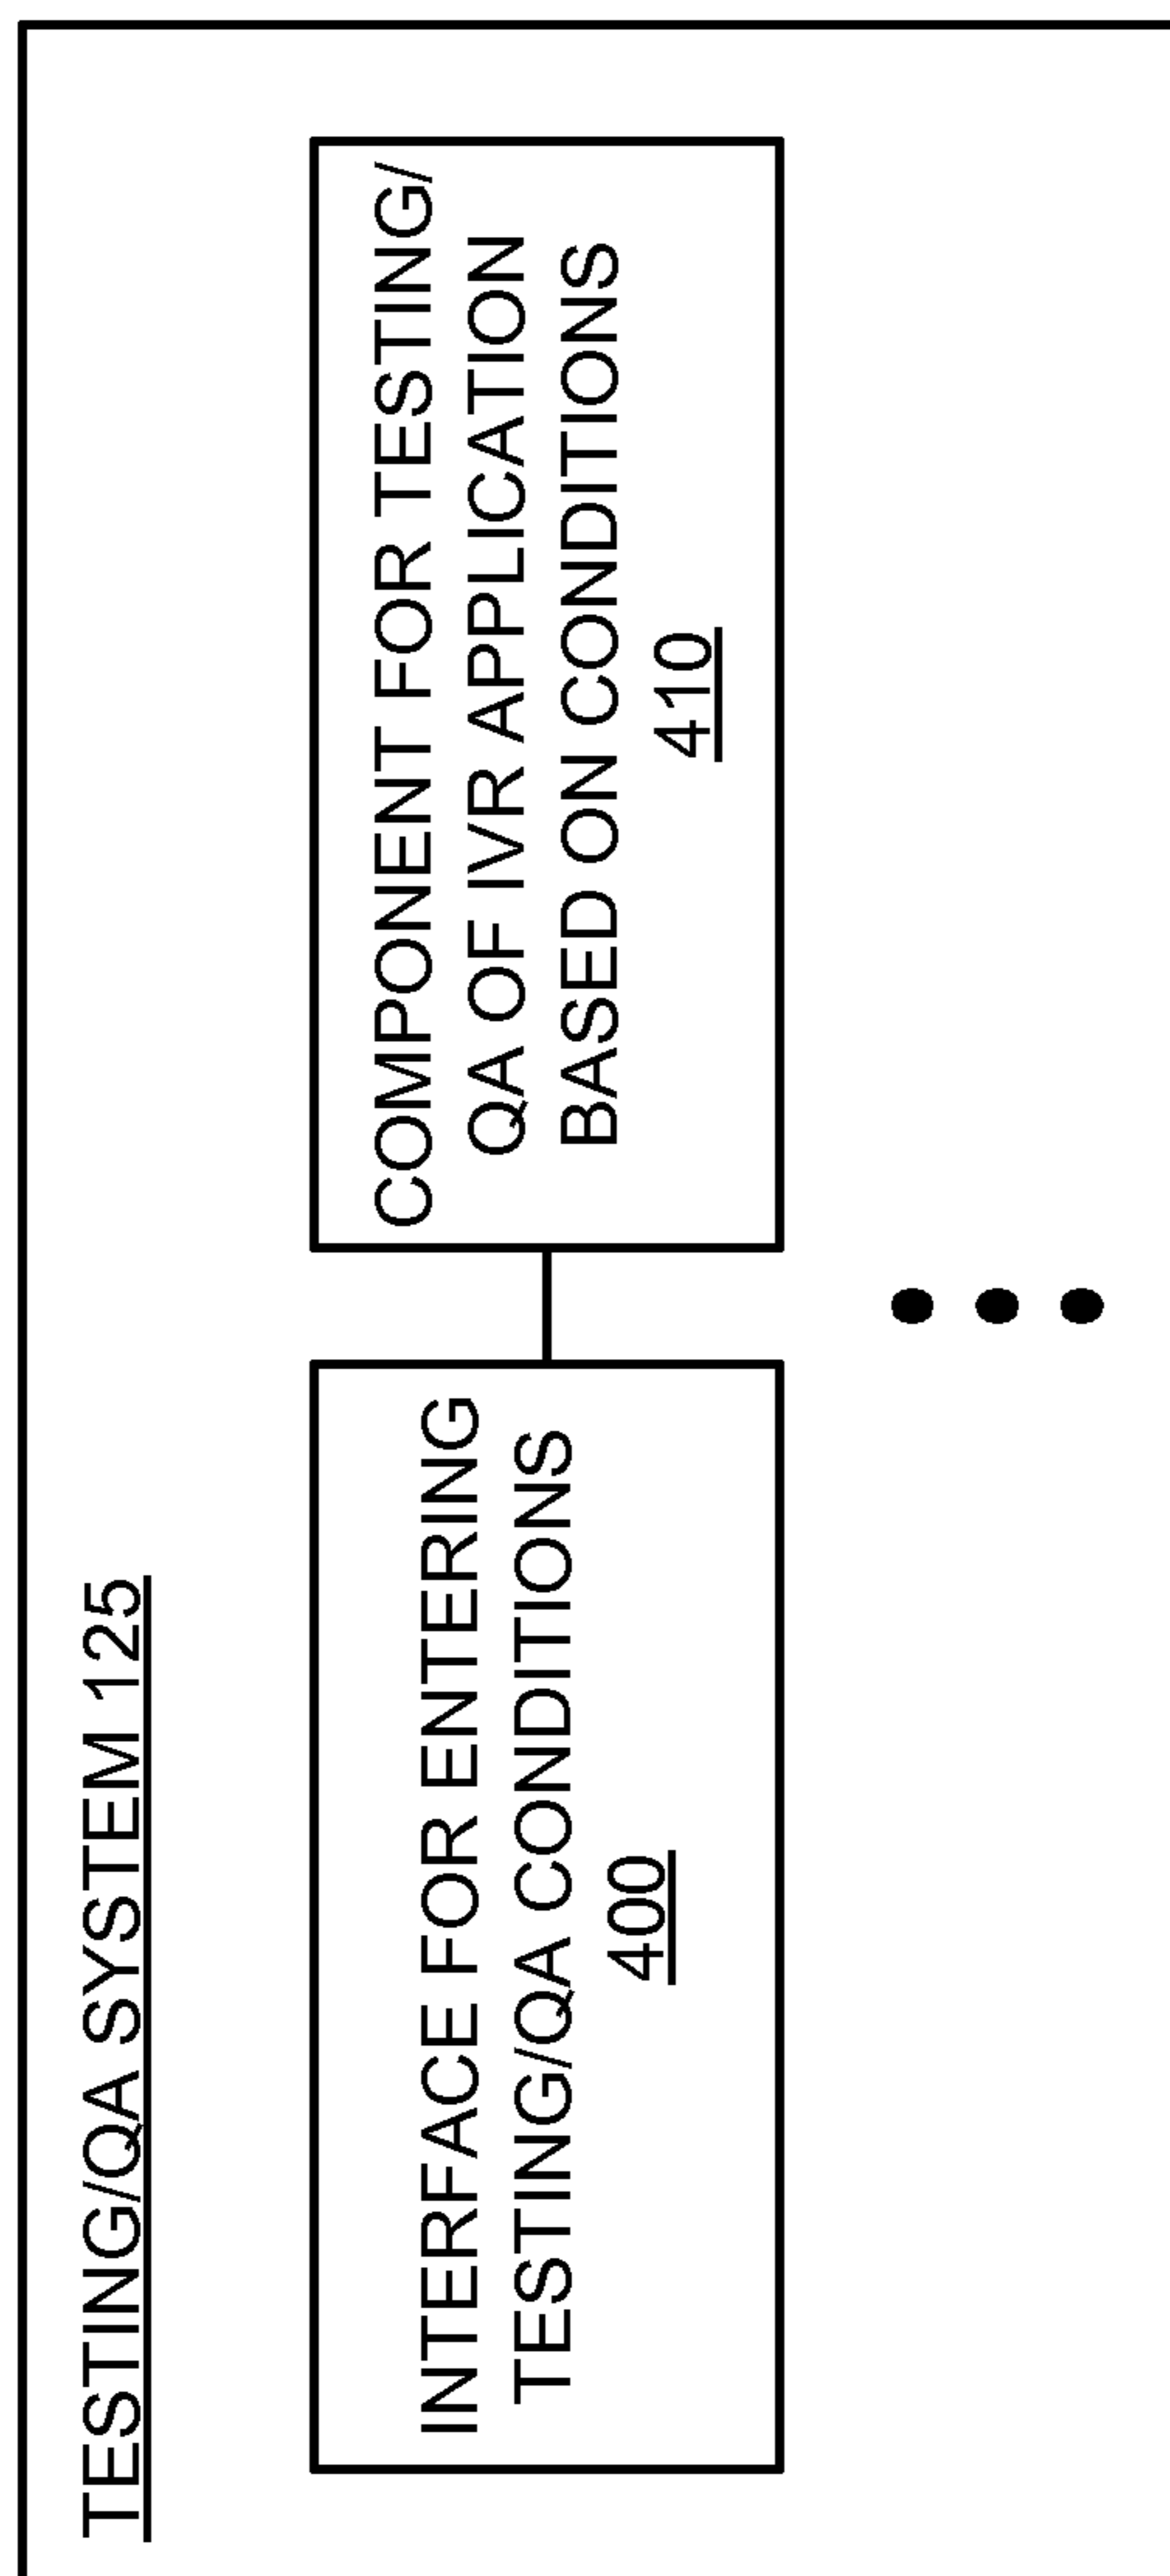 TESTING/QA SYSTEM 125
INTERFACE FOR ENTERING
TESTING/QA CONDITIONS
400
COMPONENT FOR TESTING/
QA OF IVR APPLICATION
BASED ON CONDITIONS
410